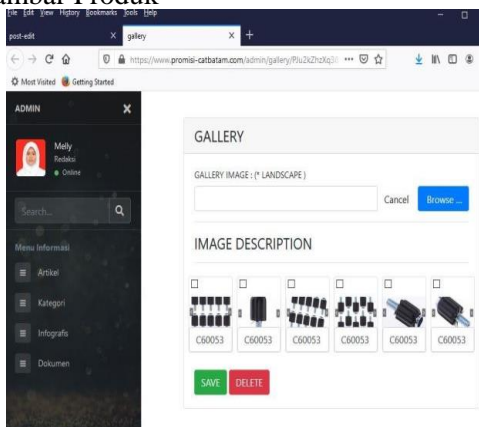 Gambar Produk
File Edit View History Bookmarks Tools Help
post-edit
gallery
https://www.promisi-catbatam.com/admin/gallery/
Most Visited Getting Started
ADMIN
Melly
Redaksi
Online
Search...
Menu Informasi
Artikel
Kategori
Infografis
Dokumen
GALLERY
GALLERY IMAGE : (* LANDSCAPE )
Cancel Browse ...
IMAGE DESCRIPTION
C60053 C60053 C60053 C60053 C60053 C60053
SAVE DELETE